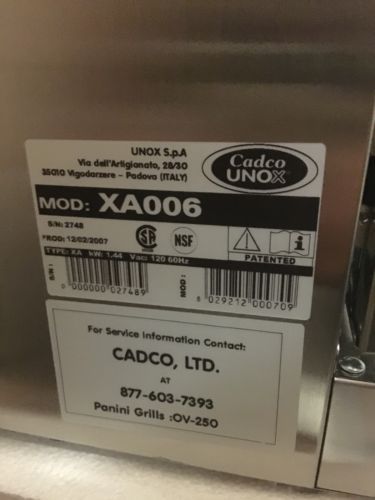 UNOX S.p.A
Via dell'Artigianato, 28/30
35010 Vigodarzere - Padova (ITALY)
Cadco
UNOX
MOD: XA006
S/N: 2748
PROD: 12/02/2007
NSF
PATENTED
TYPE: XA kW: 1.44 Vac: 120 60Hz
S/N :
0 000000 027489
MOD :
8 029212 000709
For Service Information Contact:
CADCO, LTD.
AT
877-603-7393
Panini Grills :OV-250